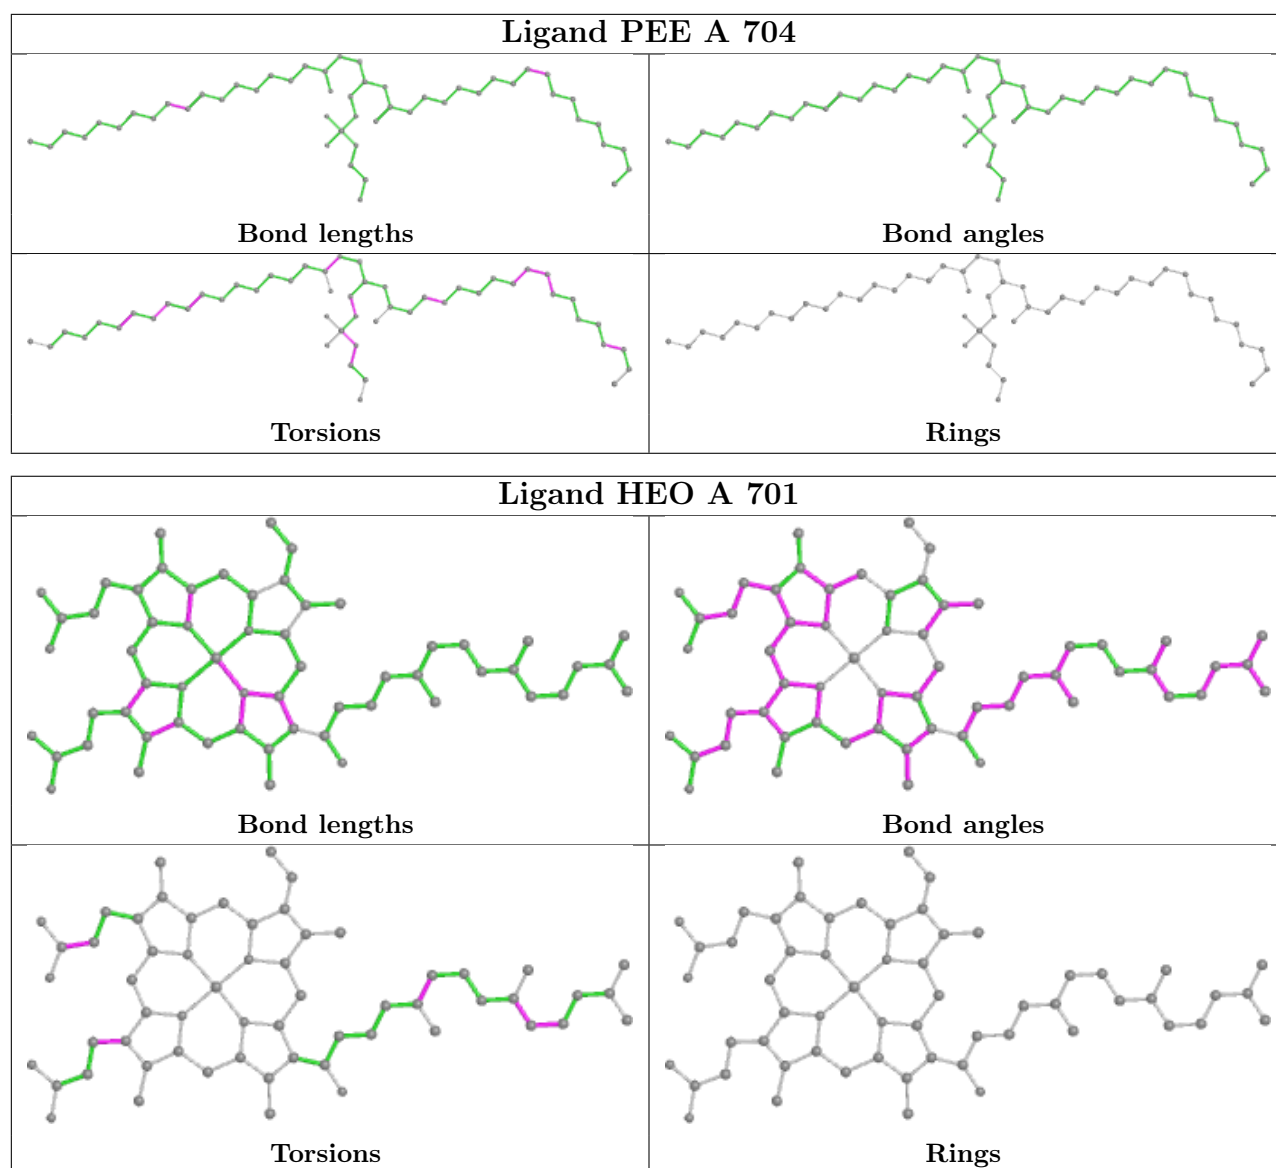 Ligand PEE A 704
Bond lengths
Bond angles
Torsions
Rings
Ligand HEO A 701
Bond lengths
Bond angles
Torsions
Rings